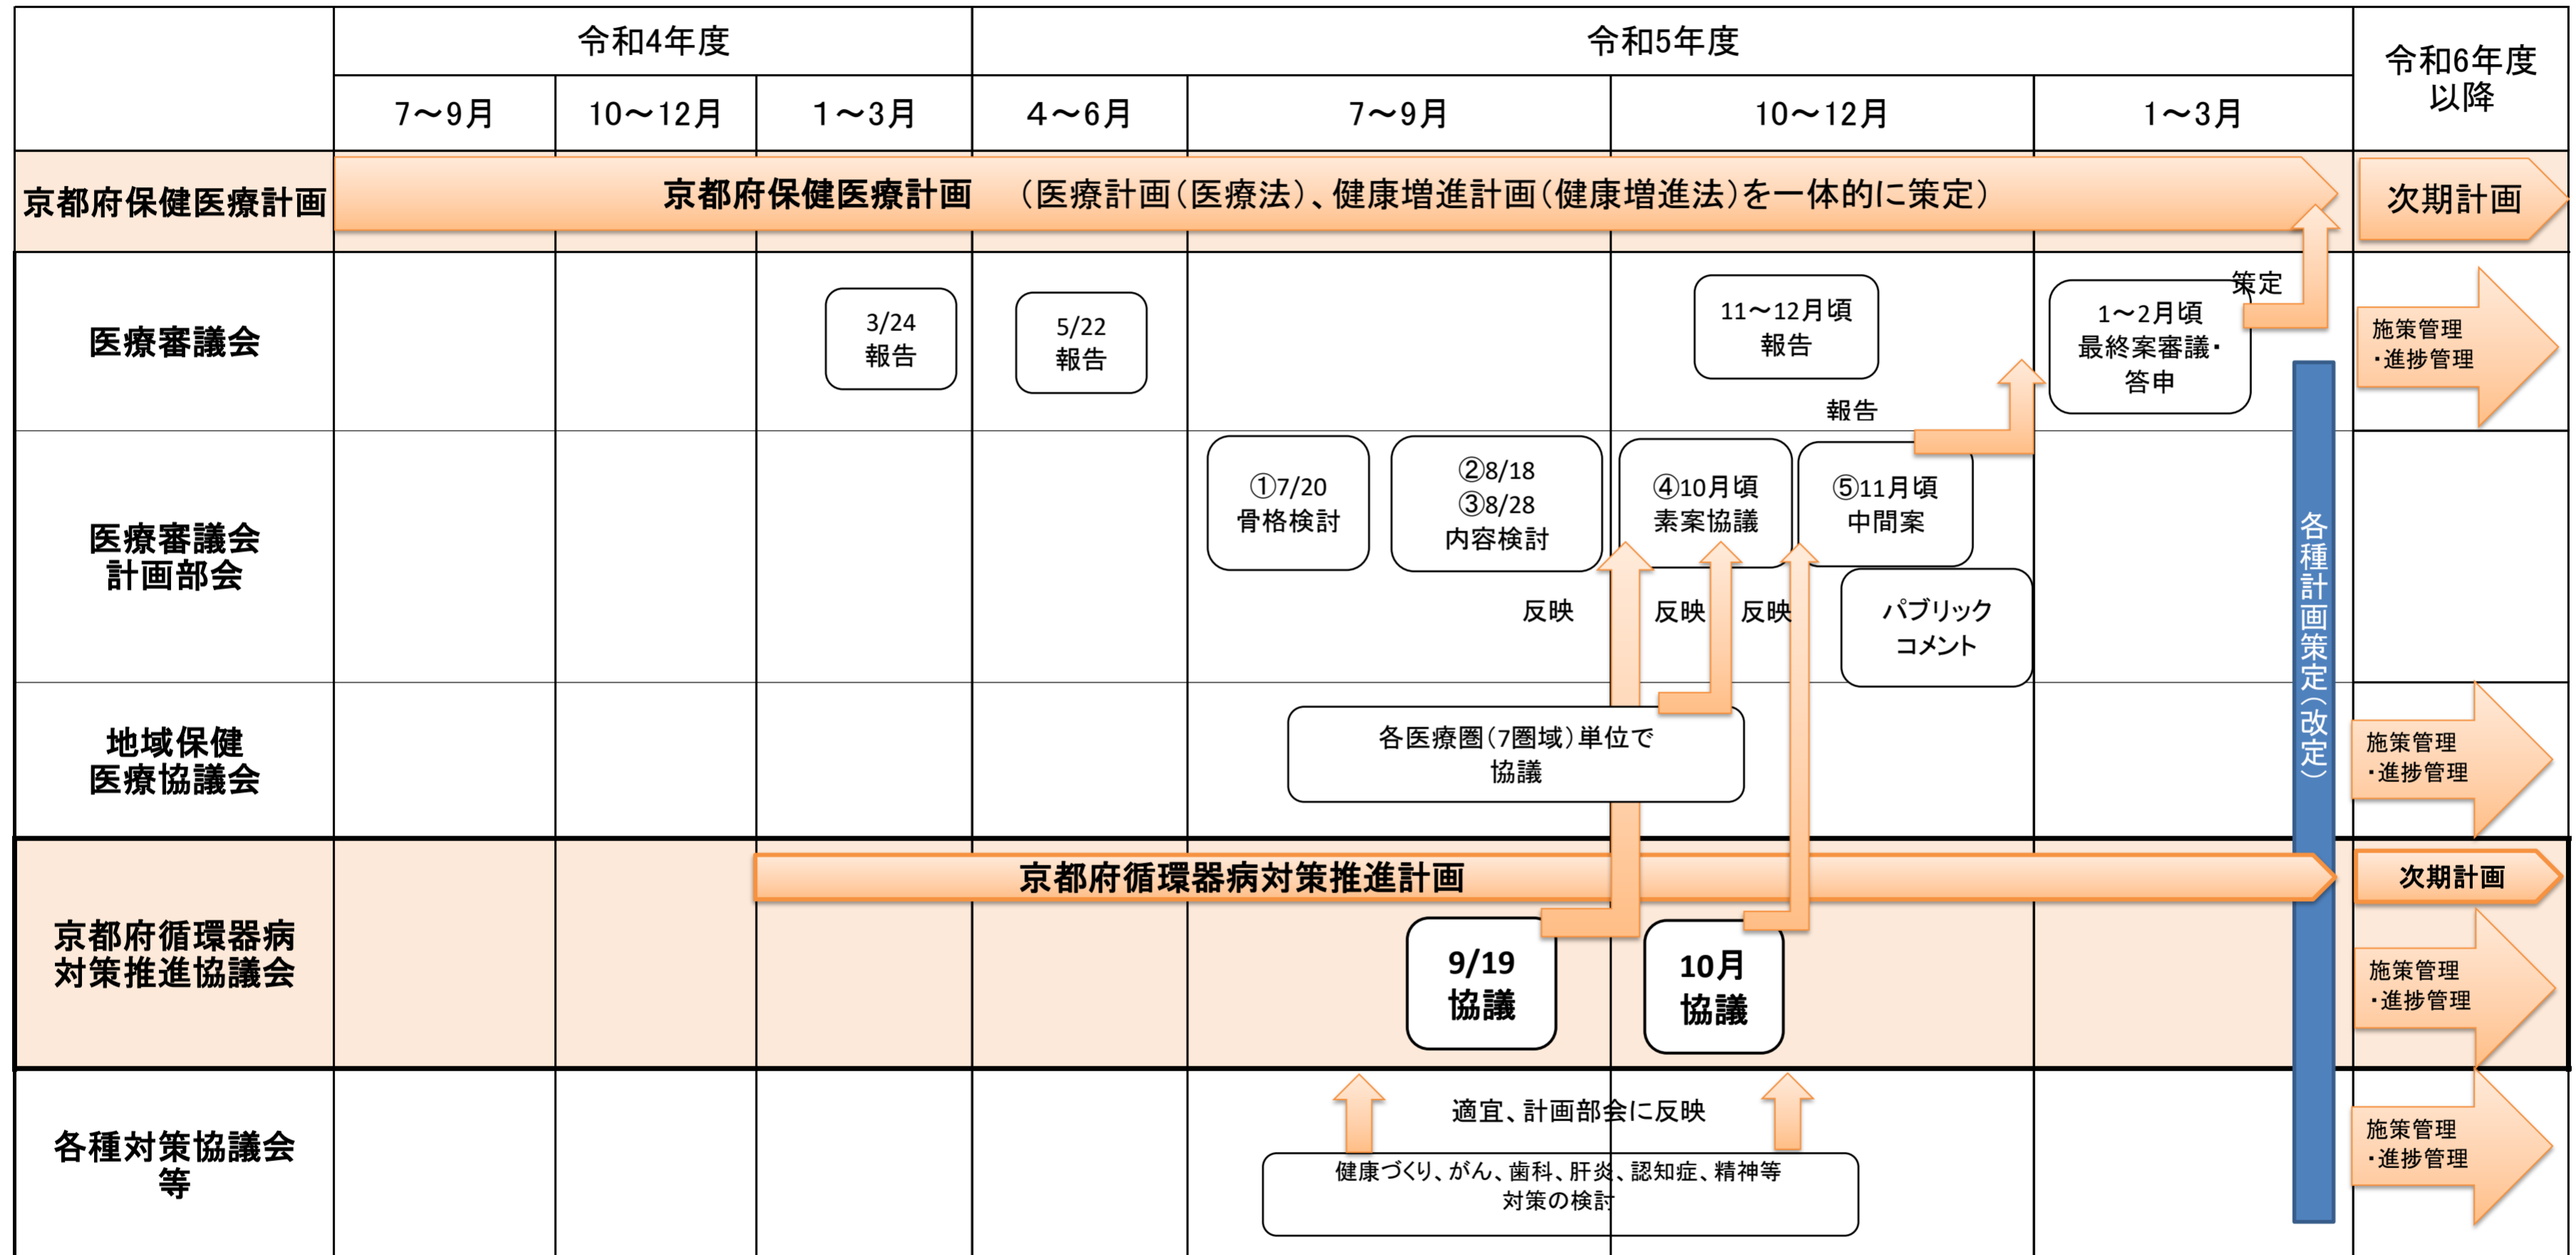 令和4年度
令和5年度
令和6年度
以降
7～9月
10～12月
1～3月
4～6月
7～9月
10～12月
1～3月
京都府保健医療計画
京都府保健医療計画　（医療計画（医療法）、健康増進計画（健康増進法）を一体的に策定）
次期計画
医療審議会
3/24
報告
5/22
報告
11～12月頃
報告
1～2月頃
最終案審議・
答申
策定
施策管理
・進捗管理
報告
医療審議会
計画部会
①7/20
骨格検討
②8/18
③8/28
内容検討
④10月頃
素案協議
⑤11月頃
中間案
反映
反映
反映
パブリック
コメント
各種計画策定（改定）
地域保健
医療協議会
各医療圏（7圏域）単位で
協議
施策管理
・進捗管理
京都府循環器病対策推進計画
次期計画
京都府循環器病
対策推進協議会
9/19
協議
10月
協議
施策管理
・進捗管理
各種対策協議会
等
適宜、計画部会に反映
健康づくり、がん、歯科、肝炎、認知症、精神等
対策の検討
施策管理
・進捗管理